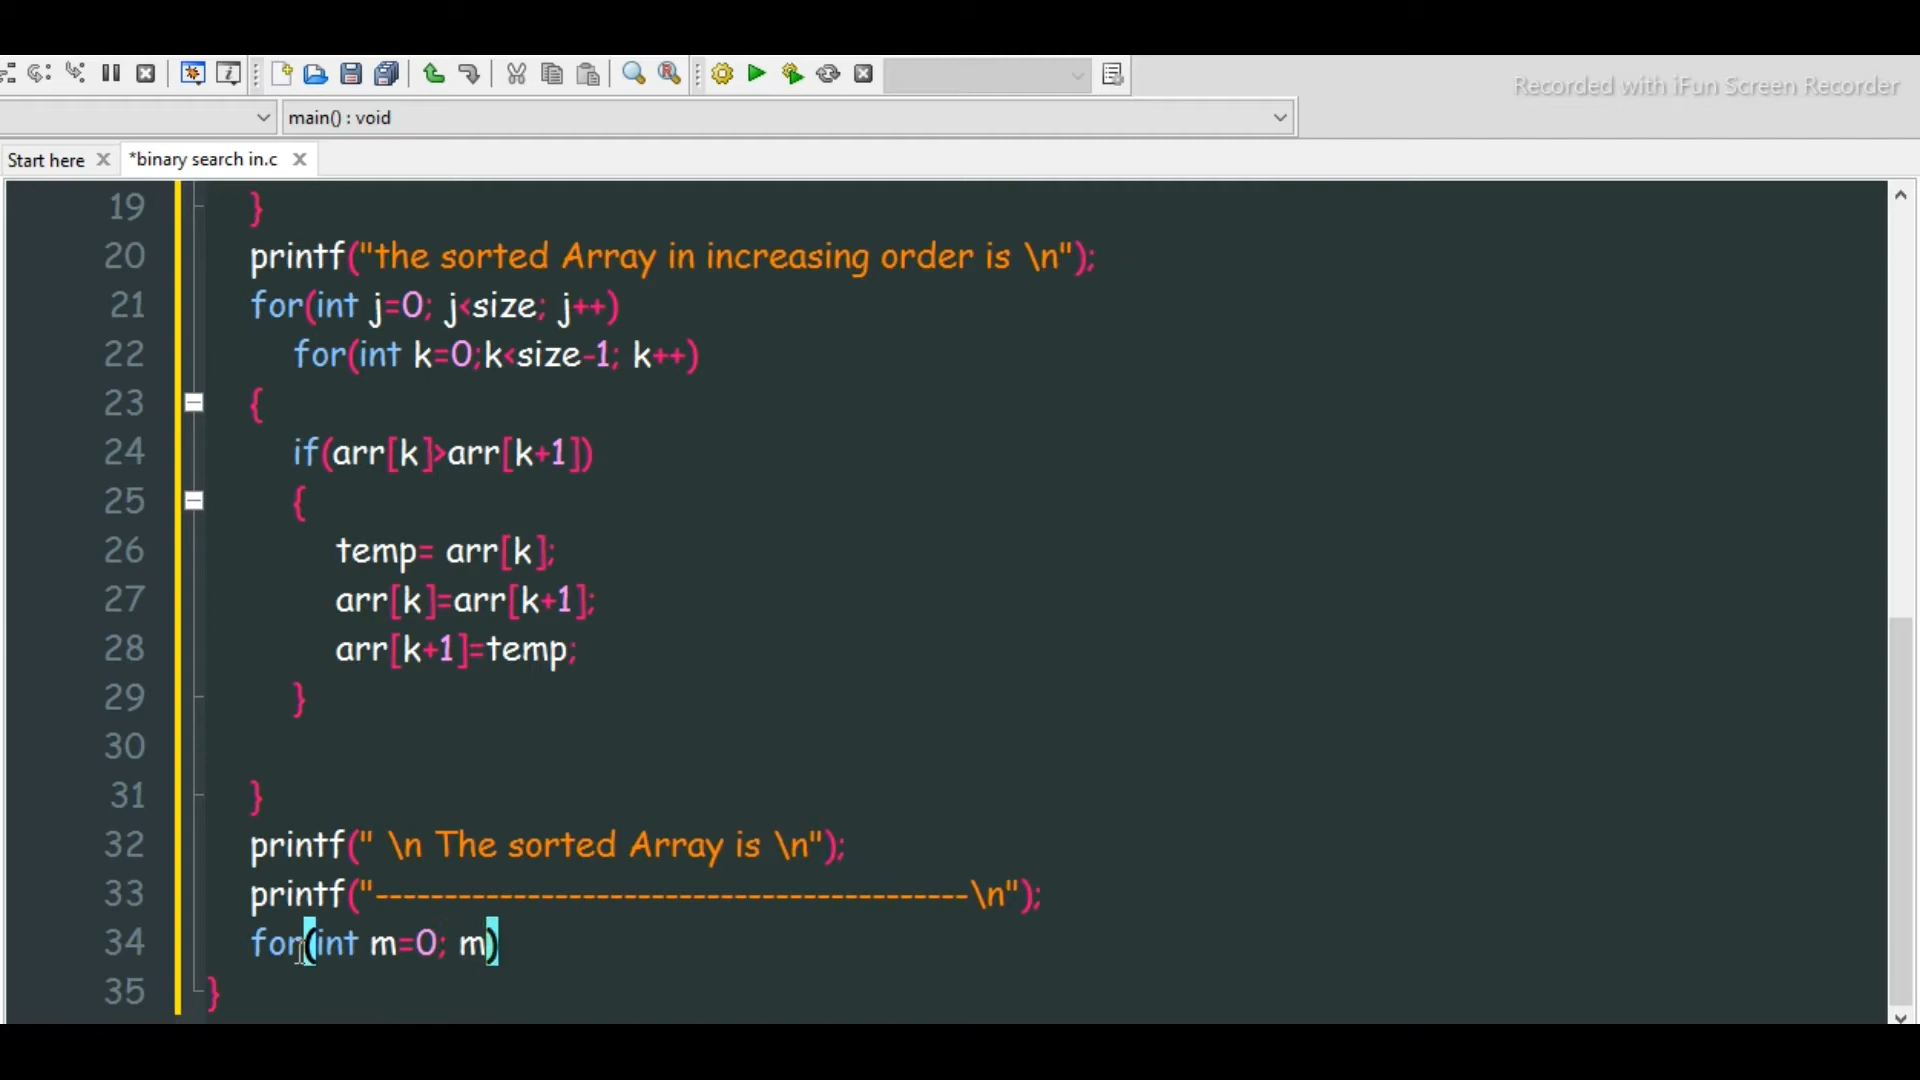 Recorded with iFun Screen Recorder
main() : void
Start here *binary search in.c
19 }
20 printf("the sorted Array in increasing order is \n");
21 for(int j=0; j<size; j++)
22 for(int k=0;k<size-1; k++)
23 {
24 if(arr[k]>arr[k+1])
25 {
26 temp= arr[k];
27 arr[k]=arr[k+1];
28 arr[k+1]=temp;
29 }
30
31 }
32 printf(" \n The sorted Array is \n");
33 printf("-------------------------------------------\n");
34 for(int m=0; m)
35 }